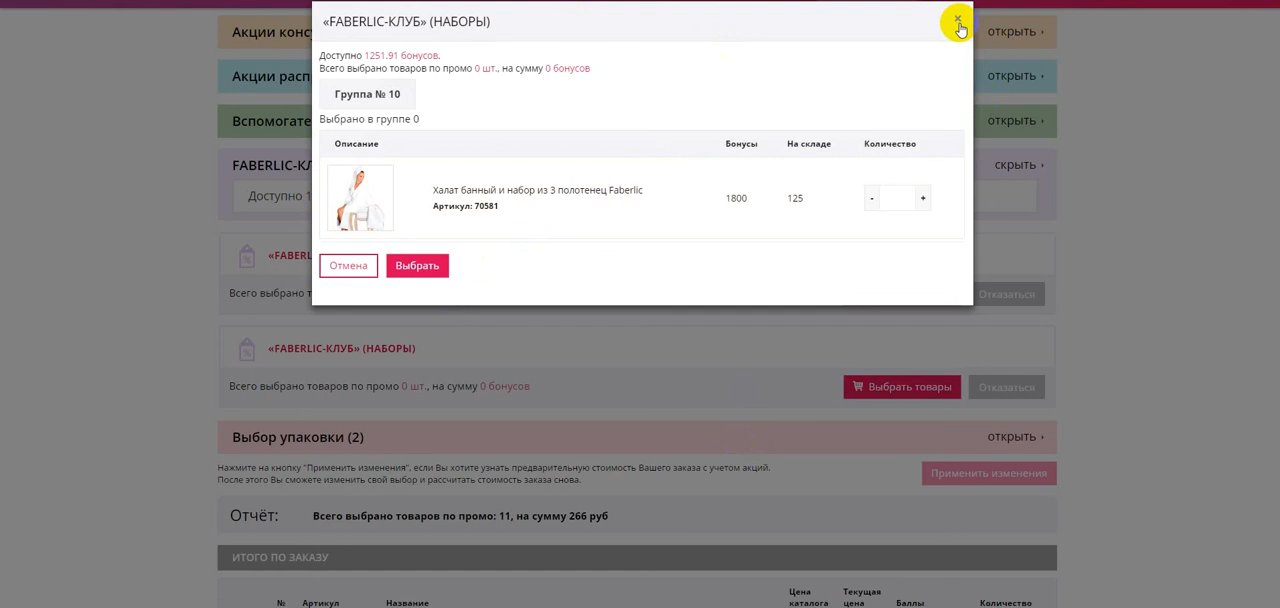 «FABERLIC-КЛУБ» (НАБОРЫ)
×
Акции конс
открыть ›
Доступно 1251.91 бонусов.
Всего выбрано товаров по промо 0 шт., на сумму 0 бонусов
Акции расп
открыть ›
Группа № 10
Вспомогате
открыть ›
Выбрано в группе 0
Описание Бонусы На складе Количество
FABERLIC-КЛ
скрыть ›
Доступно 1
Халат банный и набор из 3 полотенец Faberlic
Артикул: 70581
1800 125 - +
«FABERL
Отмена Выбрать
Всего выбрано т
Отказаться
«FABERLIC-КЛУБ» (НАБОРЫ)
Всего выбрано товаров по промо 0 шт., на сумму 0 бонусов
Выбрать товары Отказаться
Выбор упаковки (2) открыть ›
Нажмите на кнопку "Применить изменения", если Вы хотите узнать предварительную стоимость Вашего заказа с учетом акций.
После этого Вы сможете изменить свой выбор и рассчитать стоимость заказа снова.
Применить изменения
Отчёт: Всего выбрано товаров по промо: 11, на сумму 266 руб
ИТОГО ПО ЗАКАЗУ
№ Артикул Название Цена каталога Текущая цена Баллы Количество